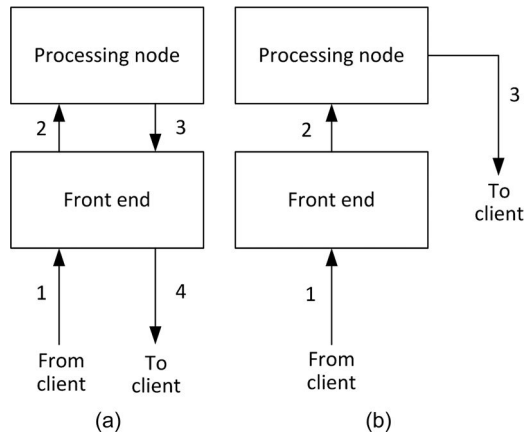 Processing node
2
3
Front end
1
4
From
client
To
client
(a)
Processing node
3
2
To
client
Front end
1
From
client
(b)